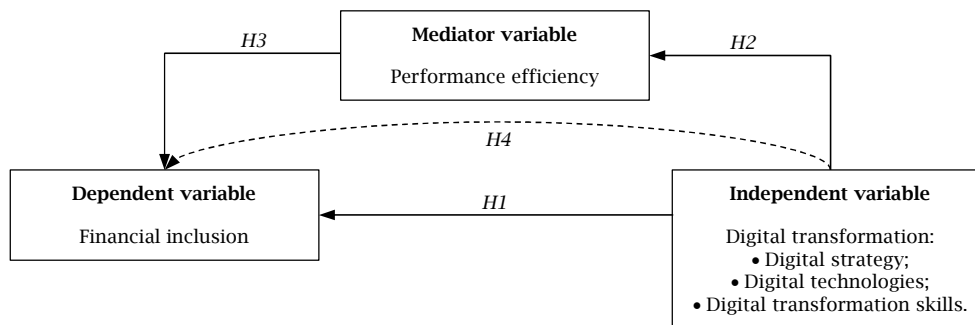 Mediator variable
Performance efficiency
H3
H2
H4
Dependent variable
Financial inclusion
H1
Independent variable
Digital transformation:
• Digital strategy;
• Digital technologies;
• Digital transformation skills.